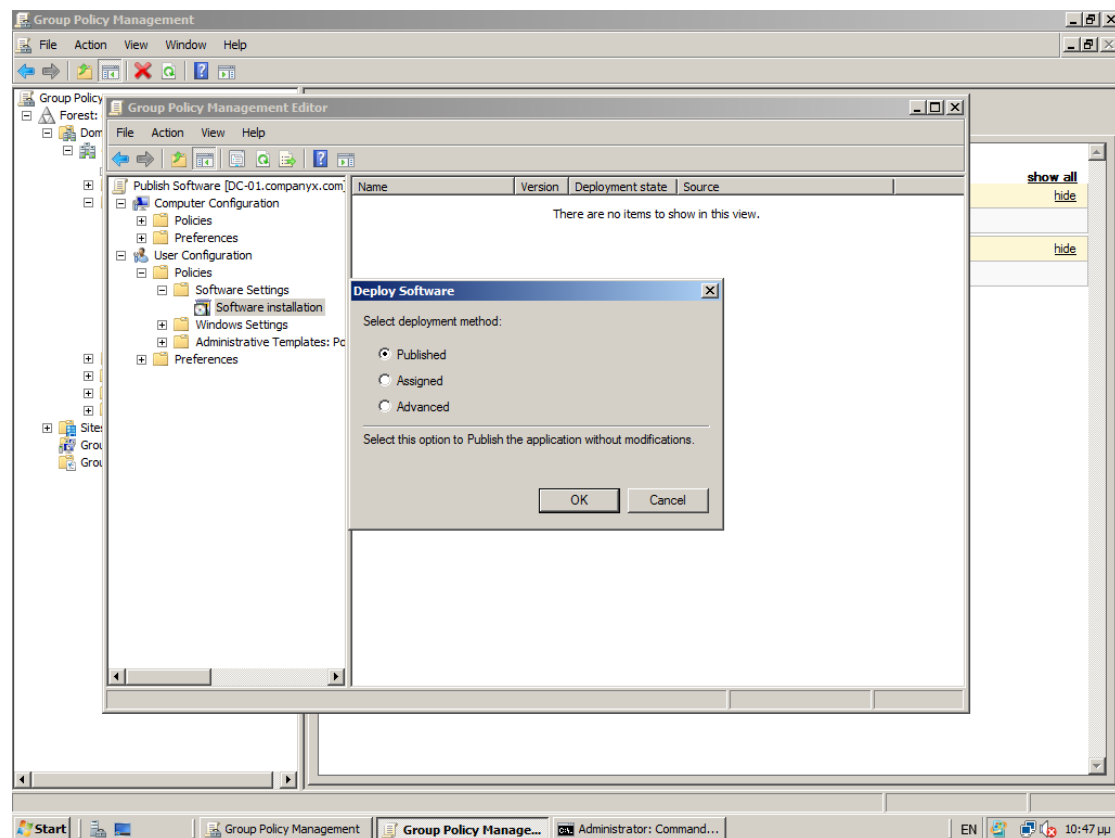 Group Policy Management
File Action View Window Help
Group Policy
Forest:
Dom
Sites
Grou
Grou
show all
hide
hide
Group Policy Management Editor
File Action View Help
Publish Software [DC-01.companyx.com]
Computer Configuration
Policies
Preferences
User Configuration
Policies
Software Settings
Software installation
Windows Settings
Administrative Templates: Po
Preferences
Name Version Deployment state Source
There are no items to show in this view.
Deploy Software
Select deployment method:
Published
Assigned
Advanced
Select this option to Publish the application without modifications.
OK Cancel
Start Group Policy Management Group Policy Manage... Administrator: Command... EN 10:47 μμ